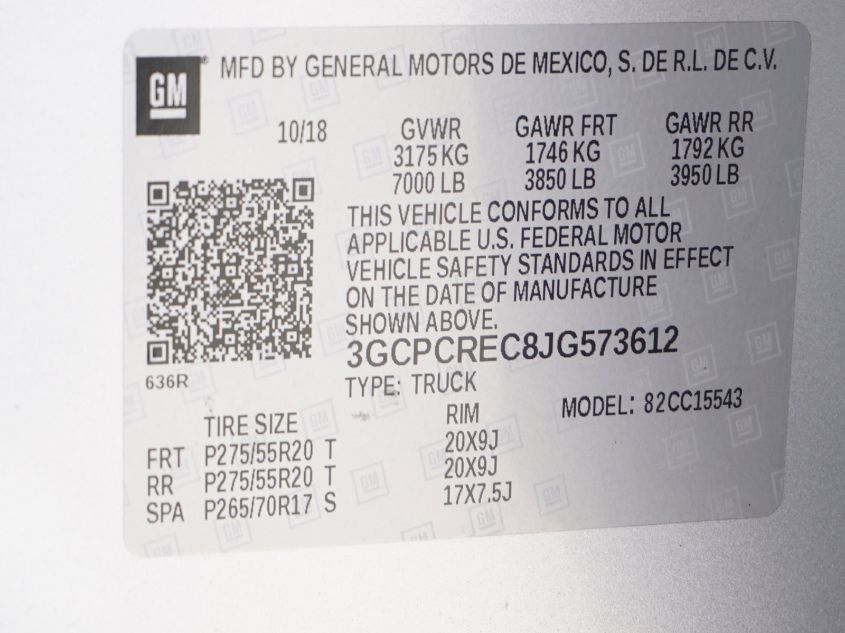 GM® MFD BY GENERAL MOTORS DE MEXICO, S. DE R.L. DE C.V.
10/18 GVWR GAWR FRT GAWR RR
3175 KG 1746 KG 1792 KG
7000 LB 3850 LB 3950 LB
THIS VEHICLE CONFORMS TO ALL
APPLICABLE U.S. FEDERAL MOTOR
VEHICLE SAFETY STANDARDS IN EFFECT
ON THE DATE OF MANUFACTURE
SHOWN ABOVE.
3GCPCREC8JG573612
636R
TYPE: TRUCK
TIRE SIZE RIM MODEL: 82CC15543
FRT P275/55R20 T 20X9J
RR P275/55R20 T 20X9J
SPA P265/70R17 S 17X7.5J